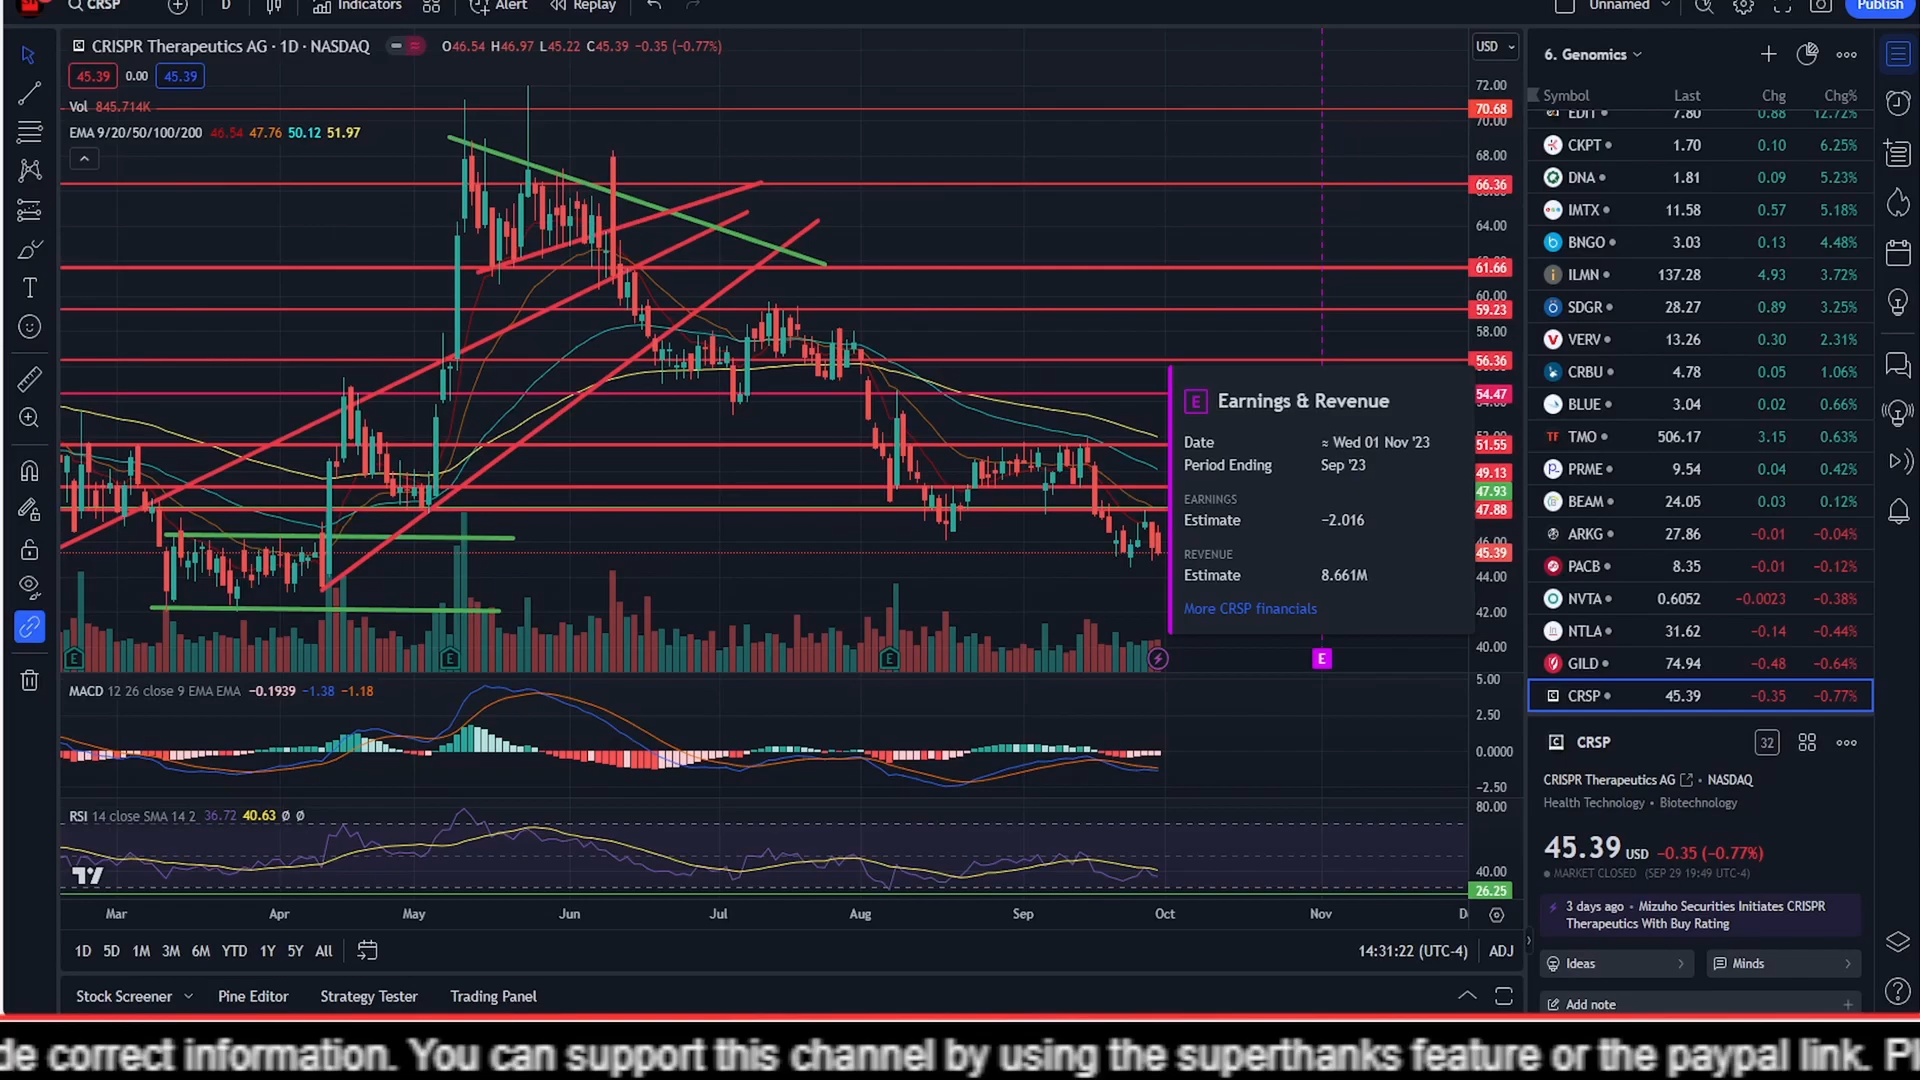 CRSP
D
Indicators
Alert
Replay
Unnamed
Publish
CRISPR Therapeutics AG · 1D · NASDAQ
O46.54 H46.97 L45.22 C45.39 −0.35 (−0.77%)
45.39 0.00 45.39
Vol 845.714K
EMA 9/20/50/100/200 46.54 47.76 50.12 51.97
USD
72.00
70.68
70.00
68.00
66.36
64.00
61.66
60.00
59.23
58.00
56.36
54.47
51.55
49.13
47.93
47.88
46.00
45.39
44.00
42.00
40.00
E Earnings & Revenue
Date ≈ Wed 01 Nov '23
Period Ending Sep '23
EARNINGS
Estimate −2.016
REVENUE
Estimate 8.661M
More CRSP financials
E E E E
MACD 12 26 close 9 EMA EMA −0.1939 −1.38 −1.18
5.00
2.50
0.0000
−2.50
RSI 14 close SMA 14 2 36.72 40.63 Ø Ø
80.00
40.00
26.25
Mar Apr May Jun Jul Aug Sep Oct Nov D
1D 5D 1M 3M 6M YTD 1Y 5Y All
14:31:22 (UTC-4) ADJ
Stock Screener Pine Editor Strategy Tester Trading Panel
6. Genomics
Symbol Last Chg Chg%
EDIT 7.80 0.88 12.72%
CKPT 1.70 0.10 6.25%
DNA 1.81 0.09 5.23%
IMTX 11.58 0.57 5.18%
BNGO 3.03 0.13 4.48%
ILMN 137.28 4.93 3.72%
SDGR 28.27 0.89 3.25%
VERV 13.26 0.30 2.31%
CRBU 4.78 0.05 1.06%
BLUE 3.04 0.02 0.66%
TMO 506.17 3.15 0.63%
PRME 9.54 0.04 0.42%
BEAM 24.05 0.03 0.12%
ARKG 27.86 −0.01 −0.04%
PACB 8.35 −0.01 −0.12%
NVTA 0.6052 −0.0023 −0.38%
NTLA 31.62 −0.14 −0.44%
GILD 74.94 −0.48 −0.64%
CRSP 45.39 −0.35 −0.77%
CRSP
32
CRISPR Therapeutics AG · NASDAQ
Health Technology · Biotechnology
45.39 USD −0.35 (−0.77%)
MARKET CLOSED (SEP 29 19:49 UTC-4)
3 days ago · Mizuho Securities Initiates CRISPR
Therapeutics With Buy Rating
Ideas
Minds
Add note
de correct information. You can support this channel by using the superthanks feature or the paypal link. Pl